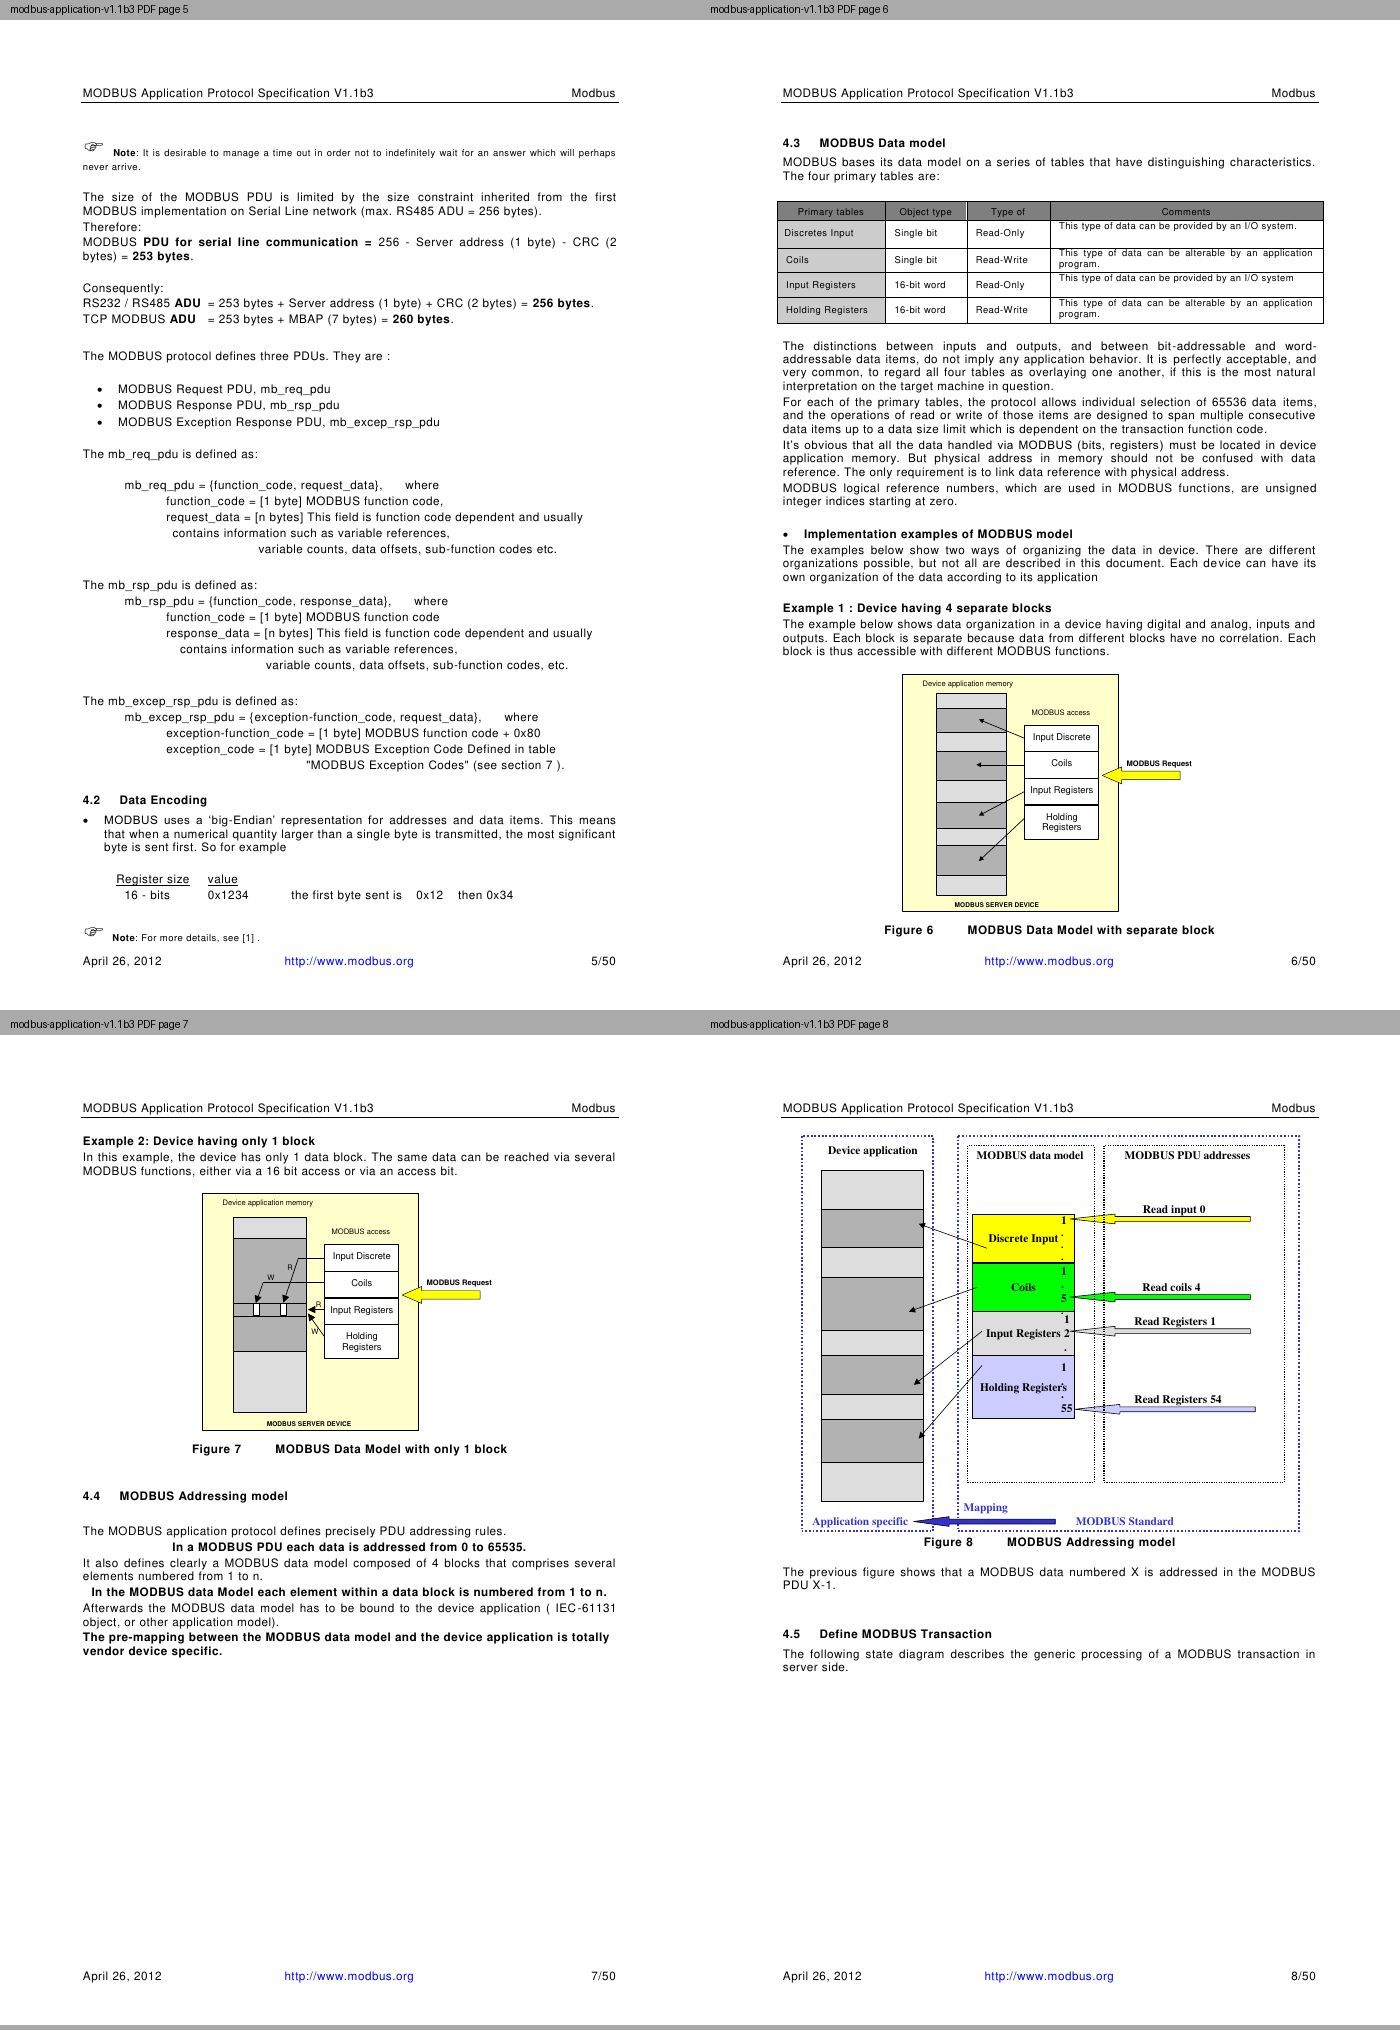 modbus-application-v1.1b3 PDF page 5
MODBUS Application Protocol Specification V1.1b3 Modbus
☞ Note: It is desirable to manage a time out in order not to indefinitely wait for an answer which will perhaps
never arrive.
The size of the MODBUS PDU is limited by the size constraint inherited from the first
MODBUS implementation on Serial Line network (max. RS485 ADU = 256 bytes).
Therefore:
MODBUS PDU for serial line communication = 256 - Server address (1 byte) - CRC (2
bytes) = 253 bytes.
Consequently:
RS232 / RS485 ADU = 253 bytes + Server address (1 byte) + CRC (2 bytes) = 256 bytes.
TCP MODBUS ADU = 253 bytes + MBAP (7 bytes) = 260 bytes.
The MODBUS protocol defines three PDUs. They are :
• MODBUS Request PDU, mb_req_pdu
• MODBUS Response PDU, mb_rsp_pdu
• MODBUS Exception Response PDU, mb_excep_rsp_pdu
The mb_req_pdu is defined as:
mb_req_pdu = {function_code, request_data}, where
function_code = [1 byte] MODBUS function code,
request_data = [n bytes] This field is function code dependent and usually
contains information such as variable references,
variable counts, data offsets, sub-function codes etc.
The mb_rsp_pdu is defined as:
mb_rsp_pdu = {function_code, response_data}, where
function_code = [1 byte] MODBUS function code
response_data = [n bytes] This field is function code dependent and usually
contains information such as variable references,
variable counts, data offsets, sub-function codes, etc.
The mb_excep_rsp_pdu is defined as:
mb_excep_rsp_pdu = {exception-function_code, request_data}, where
exception-function_code = [1 byte] MODBUS function code + 0x80
exception_code = [1 byte] MODBUS Exception Code Defined in table
"MODBUS Exception Codes" (see section 7 ).
4.2 Data Encoding
• MODBUS uses a ‘big-Endian’ representation for addresses and data items. This means
that when a numerical quantity larger than a single byte is transmitted, the most significant
byte is sent first. So for example
Register size value
16 - bits 0x1234 the first byte sent is 0x12 then 0x34
☞ Note: For more details, see [1] .
April 26, 2012 http://www.modbus.org 5/50
modbus-application-v1.1b3 PDF page 6
MODBUS Application Protocol Specification V1.1b3 Modbus
4.3 MODBUS Data model
MODBUS bases its data model on a series of tables that have distinguishing characteristics.
The four primary tables are:
Primary tables Object type Type of Comments
Discretes Input Single bit Read-Only This type of data can be provided by an I/O system.
Coils Single bit Read-Write This type of data can be alterable by an application
program.
Input Registers 16-bit word Read-Only This type of data can be provided by an I/O system
Holding Registers 16-bit word Read-Write This type of data can be alterable by an application
program.
The distinctions between inputs and outputs, and between bit-addressable and word-
addressable data items, do not imply any application behavior. It is perfectly acceptable, and
very common, to regard all four tables as overlaying one another, if this is the most natural
interpretation on the target machine in question.
For each of the primary tables, the protocol allows individual selection of 65536 data items,
and the operations of read or write of those items are designed to span multiple consecutive
data items up to a data size limit which is dependent on the transaction function code.
It’s obvious that all the data handled via MODBUS (bits, registers) must be located in device
application memory. But physical address in memory should not be confused with data
reference. The only requirement is to link data reference with physical address.
MODBUS logical reference numbers, which are used in MODBUS functions, are unsigned
integer indices starting at zero.
• Implementation examples of MODBUS model
The examples below show two ways of organizing the data in device. There are different
organizations possible, but not all are described in this document. Each device can have its
own organization of the data according to its application
Example 1 : Device having 4 separate blocks
The example below shows data organization in a device having digital and analog, inputs and
outputs. Each block is separate because data from different blocks have no correlation. Each
block is thus accessible with different MODBUS functions.
Device application memory
MODBUS access
Input Discrete
Coils
MODBUS Request
Input Registers
Holding
Registers
MODBUS SERVER DEVICE
Figure 6 MODBUS Data Model with separate block
April 26, 2012 http://www.modbus.org 6/50
modbus-application-v1.1b3 PDF page 7
MODBUS Application Protocol Specification V1.1b3 Modbus
Example 2: Device having only 1 block
In this example, the device has only 1 data block. The same data can be reached via several
MODBUS functions, either via a 16 bit access or via an access bit.
Device application memory
MODBUS access
Input Discrete
R
W
Coils
MODBUS Request
R
Input Registers
W
Holding
Registers
MODBUS SERVER DEVICE
Figure 7 MODBUS Data Model with only 1 block
4.4 MODBUS Addressing model
The MODBUS application protocol defines precisely PDU addressing rules.
In a MODBUS PDU each data is addressed from 0 to 65535.
It also defines clearly a MODBUS data model composed of 4 blocks that comprises several
elements numbered from 1 to n.
In the MODBUS data Model each element within a data block is numbered from 1 to n.
Afterwards the MODBUS data model has to be bound to the device application ( IEC-61131
object, or other application model).
The pre-mapping between the MODBUS data model and the device application is totally
vendor device specific.
April 26, 2012 http://www.modbus.org 7/50
modbus-application-v1.1b3 PDF page 8
MODBUS Application Protocol Specification V1.1b3 Modbus
Device application
MODBUS data model
MODBUS PDU addresses
1
Read input 0
Discrete Input
.
.
.
1
Coils
.
5
Read coils 4
.
1
Input Registers 2
Read Registers 1
.
1
.
Holding Registers
.
55
Read Registers 54
Mapping
Application specific
MODBUS Standard
Figure 8 MODBUS Addressing model
The previous figure shows that a MODBUS data numbered X is addressed in the MODBUS
PDU X-1.
4.5 Define MODBUS Transaction
The following state diagram describes the generic processing of a MODBUS transaction in
server side.
April 26, 2012 http://www.modbus.org 8/50